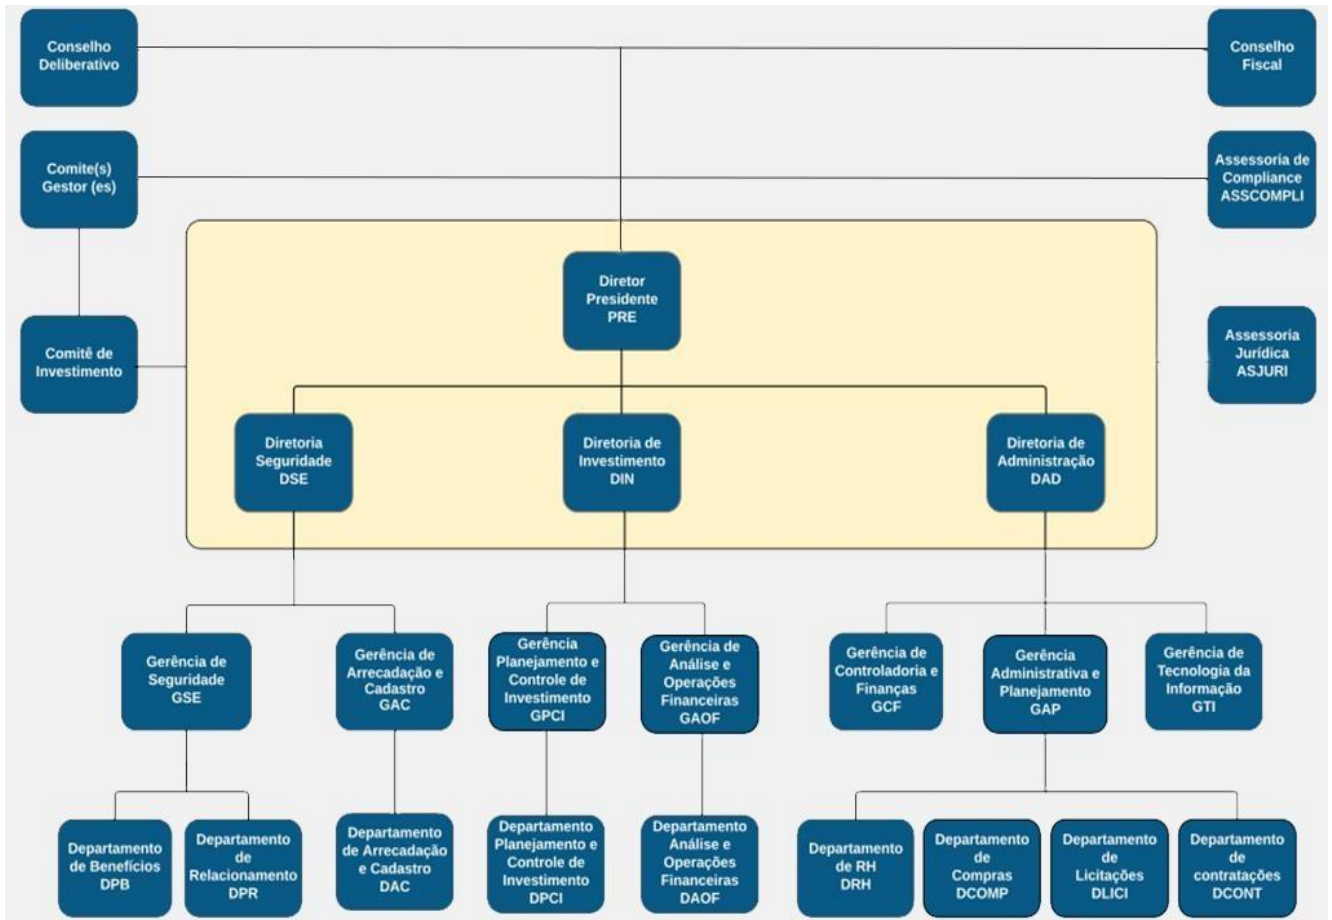 Conselho
Deliberativo
Conselho
Fiscal
Comite(s)
Gestor (es)
Assessoria de
Compliance
ASSCOMPLI
Diretor
Presidente
PRE
Comitê de
Investimento
Assessoria
Jurídica
ASJURI
Diretoria
Seguridade
DSE
Diretoria de
Investimento
DIN
Diretoria de
Administração
DAD
Gerência de
Seguridade
GSE
Gerência de
Arrecadação e
Cadastro
GAC
Gerência
Planejamento e
Controle de
Investimento
GPCI
Gerência de
Análise e
Operações
Financeiras
GAOF
Gerência de
Controladoria e
Finanças
GCF
Gerência
Administrativa e
Planejamento
GAP
Gerência de
Tecnologia da
Informação
GTI
Departamento
de Benefícios
DPB
Departamento
de
Relacionamento
DPR
Departamento
de Arrecadação
e Cadastro
DAC
Departamento
Planejamento e
Controle de
Investimento
DPCI
Departamento
Análise e
Operações
Financeiras
DAOF
Departamento
de RH
DRH
Departamento
de
Compras
DCOMP
Departamento
de
Licitações
DLICI
Departamento
de
contratações
DCONT